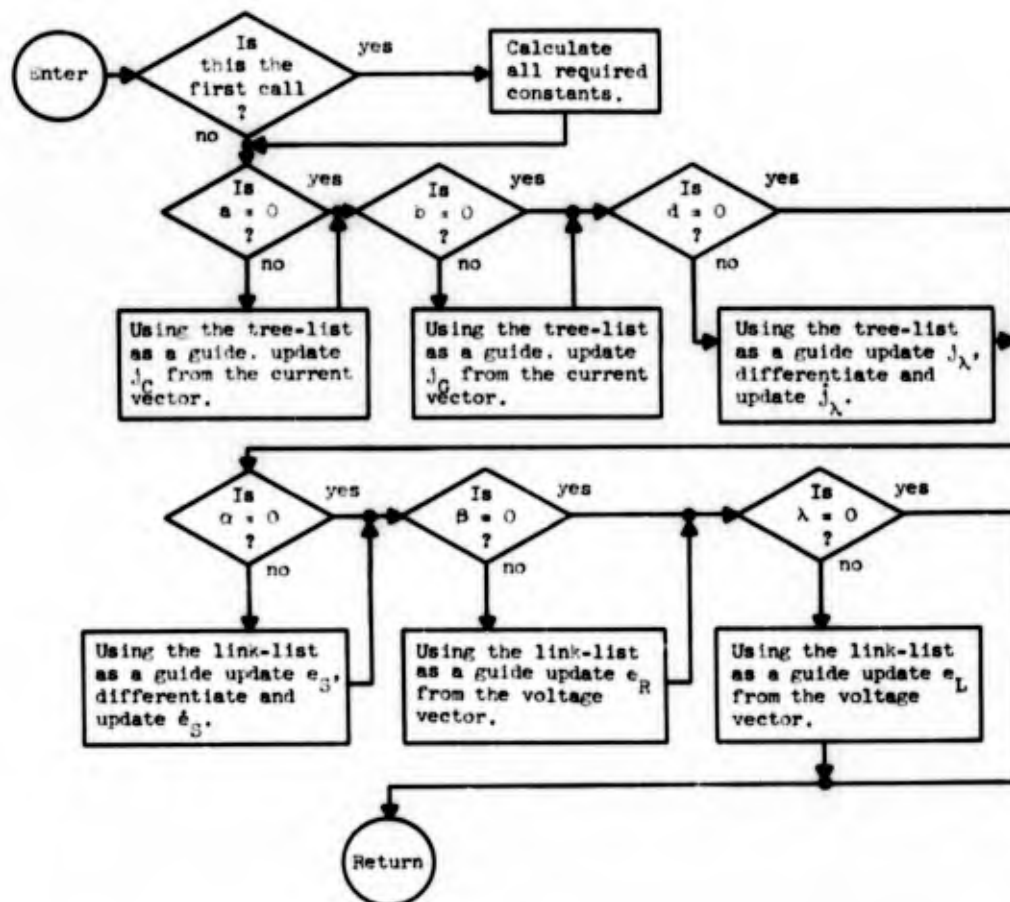 Enter
Is
this the
first call
?
yes
no
Calculate
all required
constants.
Is
a = 0
?
yes
no
Is
b = 0
?
yes
no
Is
d = 0
?
yes
no
Using the tree-list
as a guide. update
j_C from the current
vector.
Using the tree-list
as a guide. update
j_G from the current
vector.
Using the tree-list
as a guide update j_λ,
differentiate and
update j̇_λ.
Is
α = 0
?
yes
no
Is
β = 0
?
yes
no
Is
λ = 0
?
yes
no
Using the link-list
as a guide update e_S,
differentiate and
update ė_S.
Using the link-list
as a guide update e_R
from the voltage
vector.
Using the link-list
as a guide update e_L
from the voltage
vector.
Return